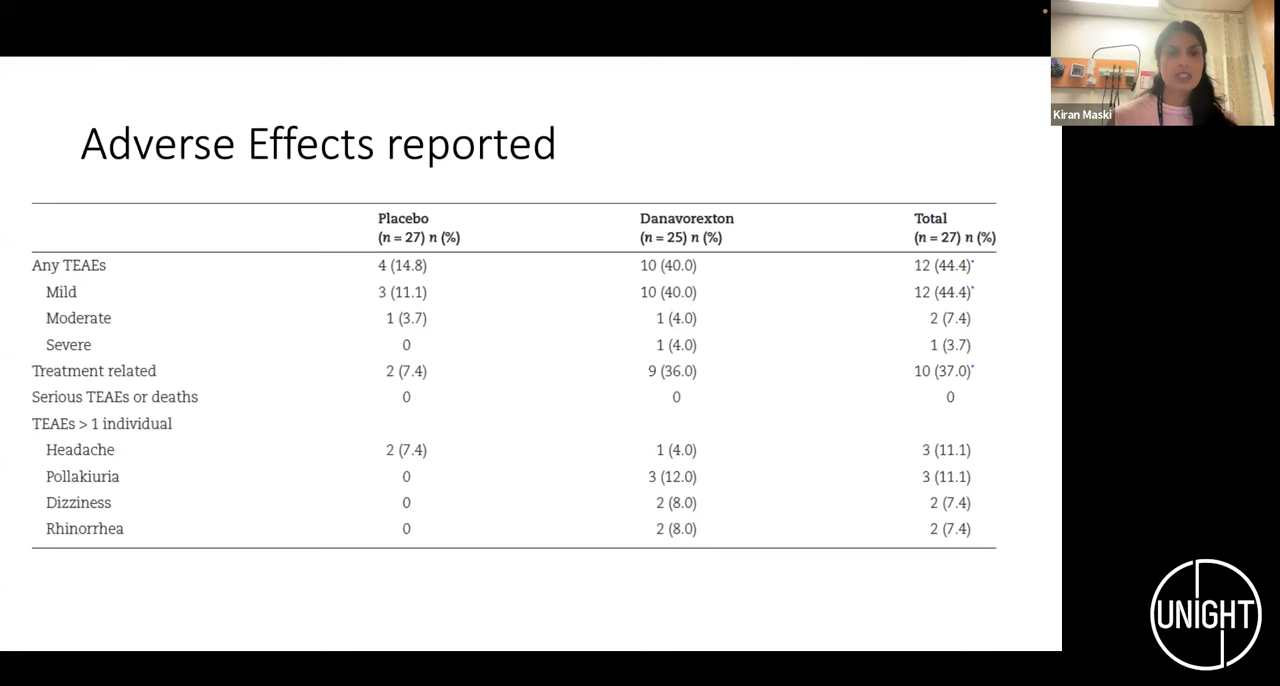 Kiran Maski
Adverse Effects reported
Placebo Danavorexton Total
(n = 27) n (%) (n = 25) n (%) (n = 27) n (%)
Any TEAEs 4 (14.8) 10 (40.0) 12 (44.4)*
Mild 3 (11.1) 10 (40.0) 12 (44.4)*
Moderate 1 (3.7) 1 (4.0) 2 (7.4)
Severe 0 1 (4.0) 1 (3.7)
Treatment related 2 (7.4) 9 (36.0) 10 (37.0)*
Serious TEAEs or deaths 0 0 0
TEAEs > 1 individual
Headache 2 (7.4) 1 (4.0) 3 (11.1)
Pollakiuria 0 3 (12.0) 3 (11.1)
Dizziness 0 2 (8.0) 2 (7.4)
Rhinorrhea 0 2 (8.0) 2 (7.4)
UNIGHT